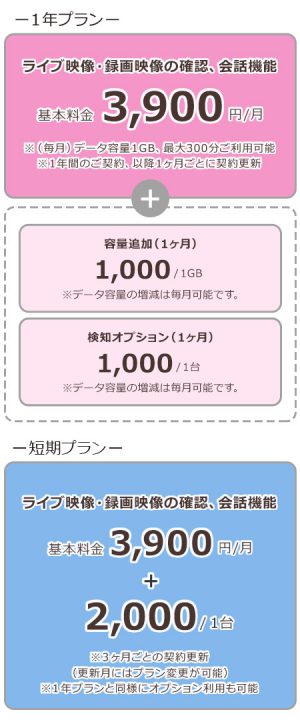 ー1年プランー
ライブ映像・録画映像の確認、会話機能
基本料金 3,900 円/月
※（毎月）データ容量1GB、最大300分ご利用可能
※1年間のご契約、以降1ヶ月ごとに契約更新
+
容量追加（1ヶ月）
1,000 / 1GB
※データ容量の増減は毎月可能です。
検知オプション（1ヶ月）
1,000 / 1台
※データ容量の増減は毎月可能です。
ー短期プランー
ライブ映像・録画映像の確認、会話機能
基本料金 3,900 円/月
+
2,000 / 1台
※3ヶ月ごとの契約更新
（更新月にはプラン変更が可能）
※1年プランと同様にオプション利用も可能